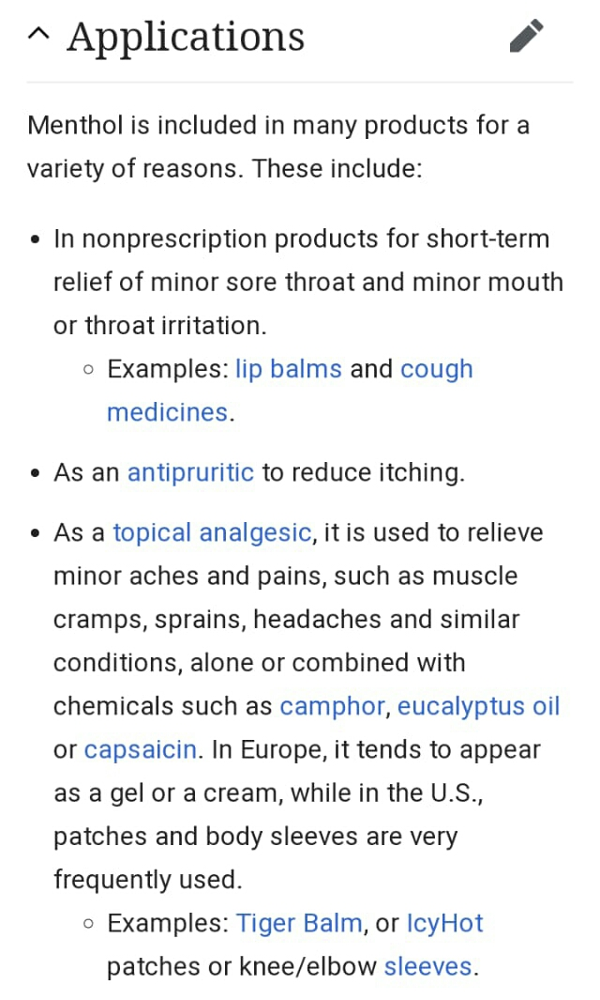 Applications
Menthol is included in many products for a
variety of reasons. These include:
In nonprescription products for short-term
relief of minor sore throat and minor mouth
or throat irritation.
Examples: lip balms and cough
medicines.
As an antipruritic to reduce itching.
As a topical analgesic, it is used to relieve
minor aches and pains, such as muscle
cramps, sprains, headaches and similar
conditions, alone or combined with
chemicals such as camphor, eucalyptus oil
or capsaicin. In Europe, it tends to appear
as a gel or a cream, while in the U.S.,
patches and body sleeves are very
frequently used.
Examples: Tiger Balm, or IcyHot
patches or knee/elbow sleeves.